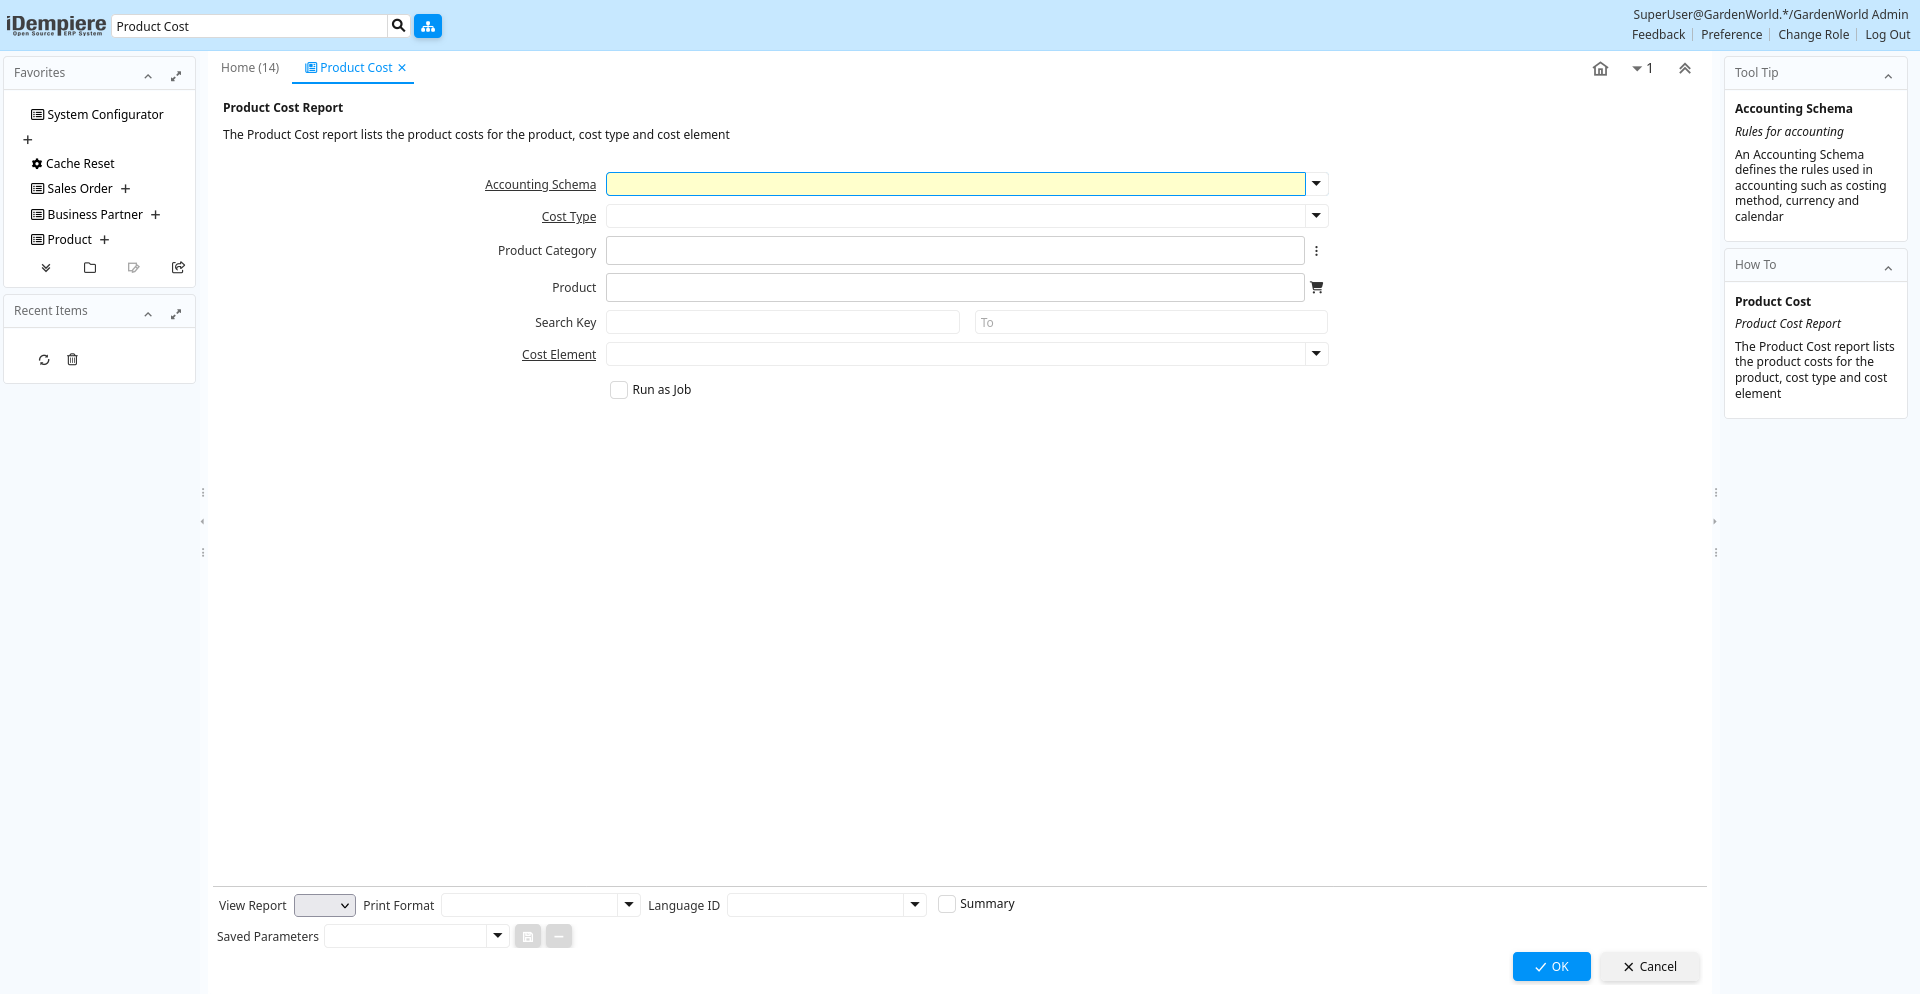 iDempiere
Open Source ERP System
Product Cost
SuperUser@GardenWorld.*/GardenWorld Admin
Feedback
Preference
Change Role
Log Out
Favorites
System Configurator
Cache Reset
Sales Order
Business Partner
Product
Recent Items
Home (14)
Product Cost
1
Product Cost Report
The Product Cost report lists the product costs for the product, cost type and cost element
Accounting Schema
Cost Type
Product Category
Product
Search Key
To
Cost Element
Run as Job
View Report
Print Format
Language ID
Summary
Saved Parameters
OK
Cancel
Tool Tip
Accounting Schema
Rules for accounting
An Accounting Schema
defines the rules used in
accounting such as costing
method, currency and
calendar
How To
Product Cost
Product Cost Report
The Product Cost report lists
the product costs for the
product, cost type and cost
element